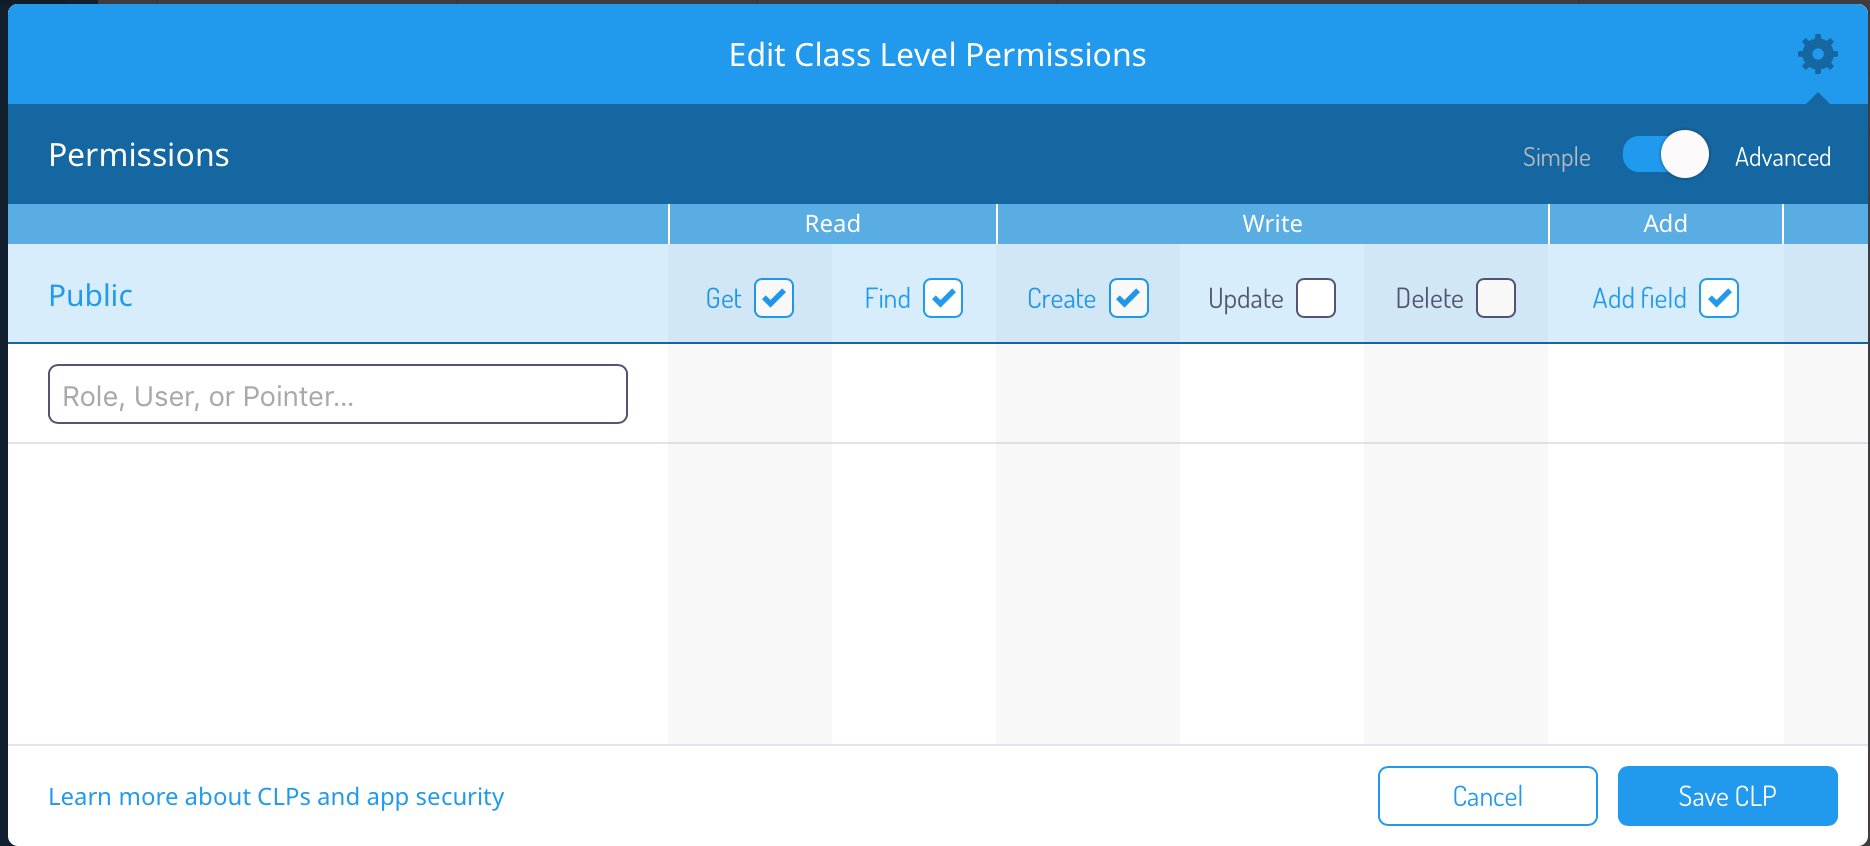 Edit Class Level Permissions
Permissions
Simple Advanced
Read Write Add
Public Get Find Create Update Delete Add field
Role, User, or Pointer...
Learn more about CLPs and app security Cancel Save CLP